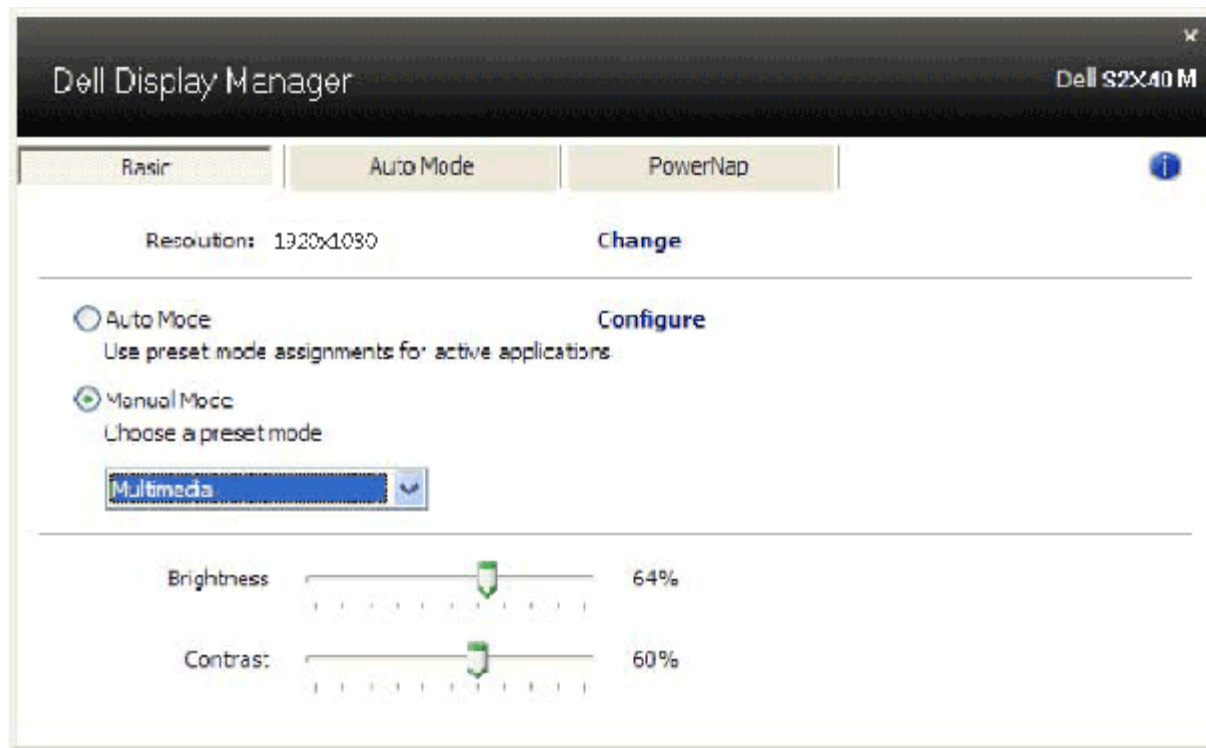 Dell Display Manager
Dell S2X40 M
Basic Auto Mode PowerNap
Resolution: 1920x1080 Change
Auto Mode Configure
Use preset mode assignments for active applications
Manual Mode
Choose a preset mode
Multimedia
Brightness 64%
Contrast 60%